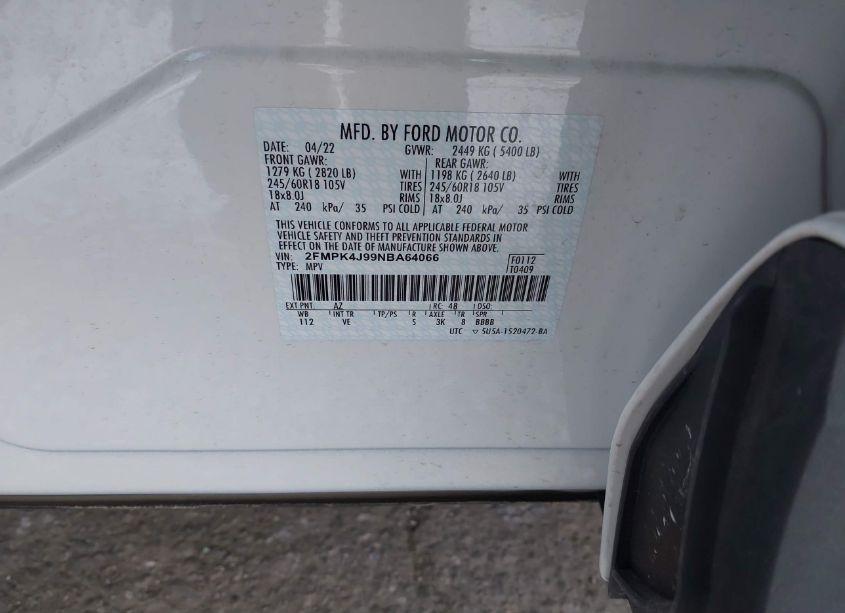 MFD. BY FORD MOTOR CO.
DATE: 04/22 GVWR: 2449 KG ( 5400 LB)
FRONT GAWR: REAR GAWR:
1279 KG ( 2820 LB) WITH 1198 KG ( 2640 LB) WITH
245/60R18 105V TIRES 245/60R18 105V TIRES
18x8.0J RIMS 18x8.0J RIMS
AT 240 kPa/ 35 PSI COLD AT 240 kPa/ 35 PSI COLD
THIS VEHICLE CONFORMS TO ALL APPLICABLE FEDERAL MOTOR
VEHICLE SAFETY AND THEFT PREVENTION STANDARDS IN
EFFECT ON THE DATE OF MANUFACTURE SHOWN ABOVE.
VIN: 2FMPK4J99NBA64066 F0112
TYPE: MPV T0409
EXT PNT: AZ RC: 48 DSO:
WB INT TR TP/PS R AXLE TR SPR
112 VE S 3K 8 BBBB
UTC ▽ 5U5A-1520472-BA